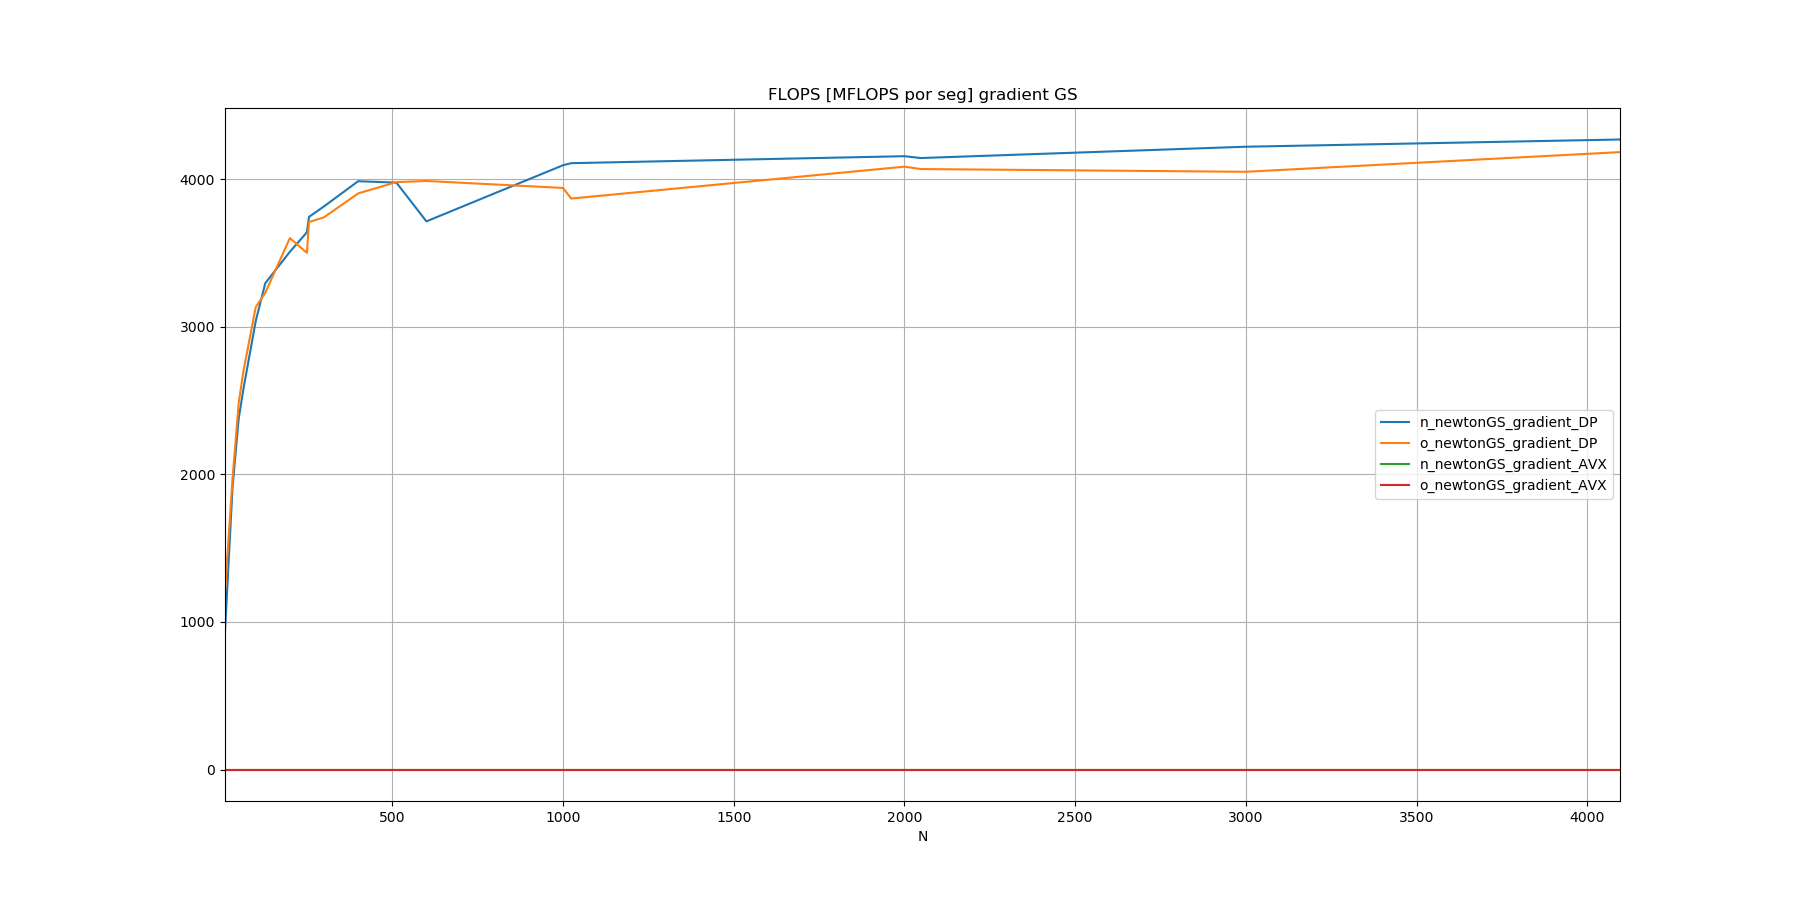 FLOPS [MFLOPS por seg] gradient GS
4000
3000
2000
1000
0
n_newtonGS_gradient_DP
o_newtonGS_gradient_DP
n_newtonGS_gradient_AVX
o_newtonGS_gradient_AVX
500 1000 1500 2000 2500 3000 3500 4000
N